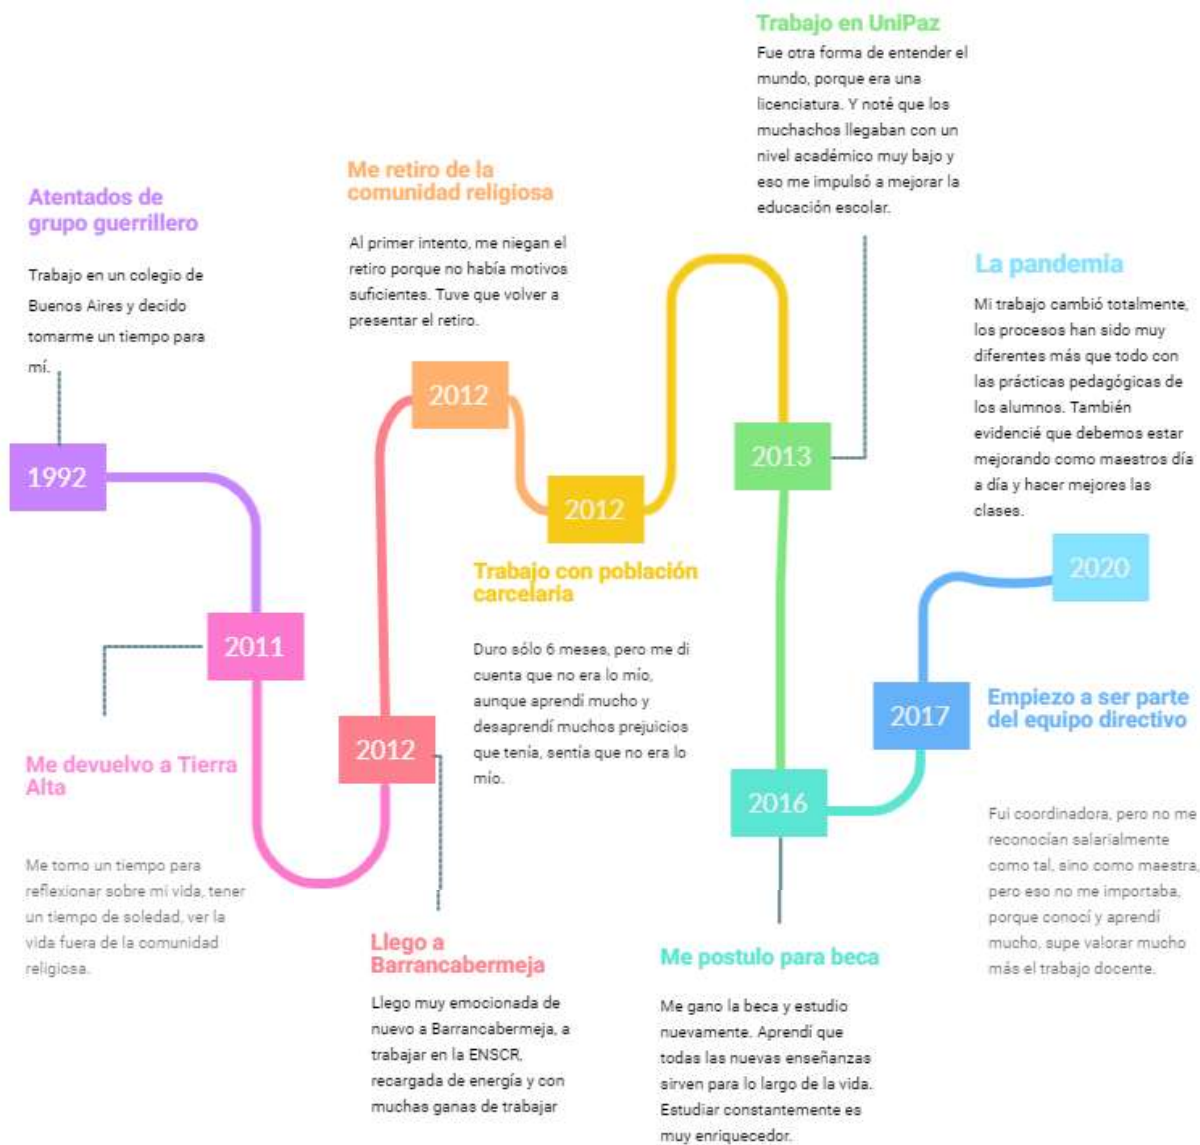 Atentados de
grupo guerrillero
Trabajo en un colegio de
Buenos Aires y decido
tomarme un tiempo para
mí.
1992
2011
Me devuelvo a Tierra
Alta
Me tomo un tiempo para
reflexionar sobre mi vida, tener
un tiempo de soledad, ver la
vida fuera de la comunidad
religiosa.
2012
Llego a
Barrancabermeja
Llego muy emocionada de
nuevo a Barrancabermeja, a
trabajar en la ENSCR,
recargada de energía y con
muchas ganas de trabajar
Me retiro de la
comunidad religiosa
Al primer intento, me niegan el
retiro porque no había motivos
suficientes. Tuve que volver a
presentar el retiro.
2012
2012
Trabajo con población
carcelaria
Duro sólo 6 meses, pero me di
cuenta que no era lo mío,
aunque aprendí mucho y
desaprendí muchos prejuicios
que tenía, sentía que no era lo
mío.
Trabajo en UniPaz
Fue otra forma de entender el
mundo, porque era una
licenciatura. Y noté que los
muchachos llegaban con un
nivel académico muy bajo y
eso me impulsó a mejorar la
educación escolar.
2013
2016
Me postulo para beca
Me gano la beca y estudio
nuevamente. Aprendí que
todas las nuevas enseñanzas
sirven para lo largo de la vida.
Estudiar constantemente es
muy enriquecedor.
2017
Empiezo a ser parte
del equipo directivo
Fui coordinadora, pero no me
reconocían salarialmente
como tal, sino como maestra,
pero eso no me importaba,
porque conocí y aprendí
mucho, supe valorar mucho
más el trabajo docente.
La pandemia
Mi trabajo cambió totalmente,
los procesos han sido muy
diferentes más que todo con
las prácticas pedagógicas de
los alumnos. También
evidencié que debemos estar
mejorando como maestros día
a día y hacer mejores las
clases.
2020